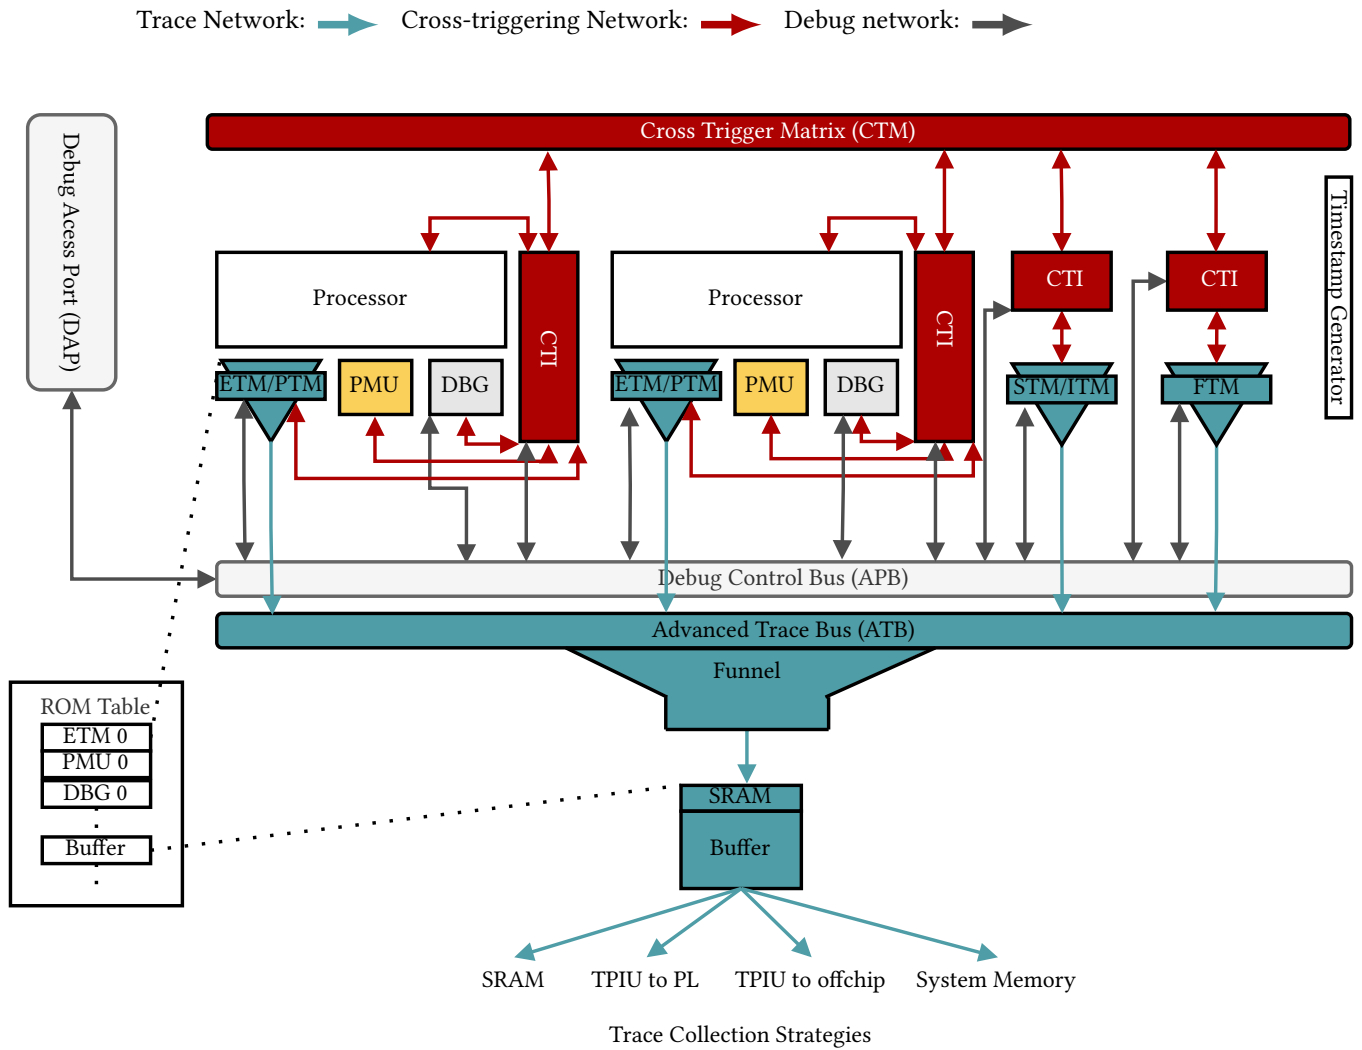 Trace Network:
Cross-triggering Network:
Debug network:
Cross Trigger Matrix (CTM)
Debug Acess Port (DAP)
Timestamp Generator
Processor
CTI
Processor
CTI
CTI
CTI
ETM/PTM
PMU
DBG
ETM/PTM
PMU
DBG
STM/ITM
FTM
Debug Control Bus (APB)
Advanced Trace Bus (ATB)
Funnel
ROM Table
ETM 0
PMU 0
DBG 0
Buffer
SRAM
Buffer
SRAM
TPIU to PL
TPIU to offchip
System Memory
Trace Collection Strategies